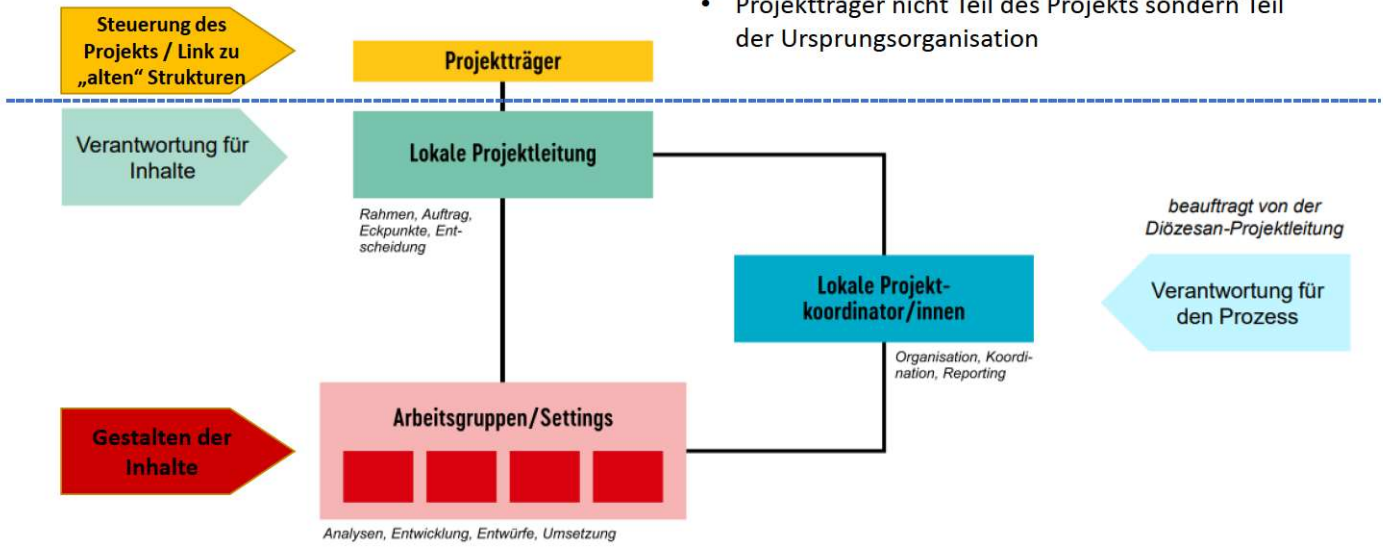 • Projektträger nicht Teil des Projekts sondern Teil
der Ursprungsorganisation
Steuerung des
Projekts / Link zu
„alten“ Strukturen
Projektträger
Verantwortung für
Inhalte
Lokale Projektleitung
Rahmen, Auftrag,
Eckpunkte, Ent-
scheidung
beauftragt von der
Diözesan-Projektleitung
Lokale Projekt-
koordinator/innen
Verantwortung für
den Prozess
Organisation, Koordi-
nation, Reporting
Gestalten der
Inhalte
Arbeitsgruppen/Settings
Analysen, Entwicklung, Entwürfe, Umsetzung